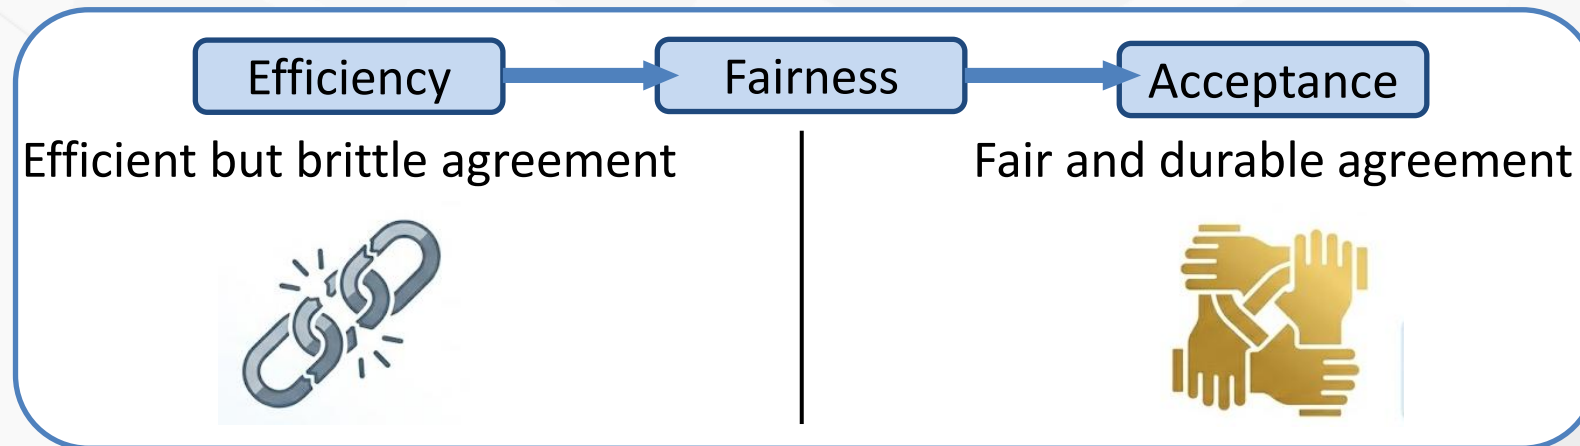 Efficiency
Fairness
Acceptance
Efficient but brittle agreement
Fair and durable agreement